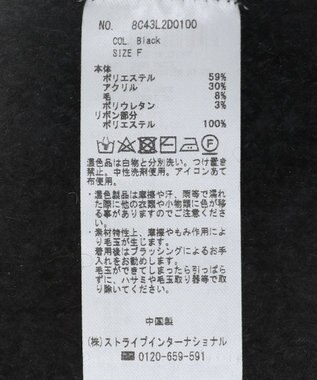 NO. 8C43L2D0100
COL Black
SIZE F
本体
ポリエステル 59%
アクリル 30%
毛 8%
ポリウレタン 3%
リボン部分
ポリエステル 100%
濃色品は白物と分別洗い。つけ置き
禁止。中性洗剤使用。アイロンあて
布使用。
・濃色製品は摩擦や汗、雨等で濡れ
た際に他の衣類や小物類に色が移
る事がありますのでご注意くださ
い。
・素材特性上、摩擦やもみ作用によ
り毛玉が生じます。
着用後はブラッシングによるお手
入れをお勧めします。
毛玉ができてしまったら引っぱら
ずに、ハサミや毛玉取り器等で取
り除いてください。
中国製
(株)ストライプインターナショナル
0120-659-591